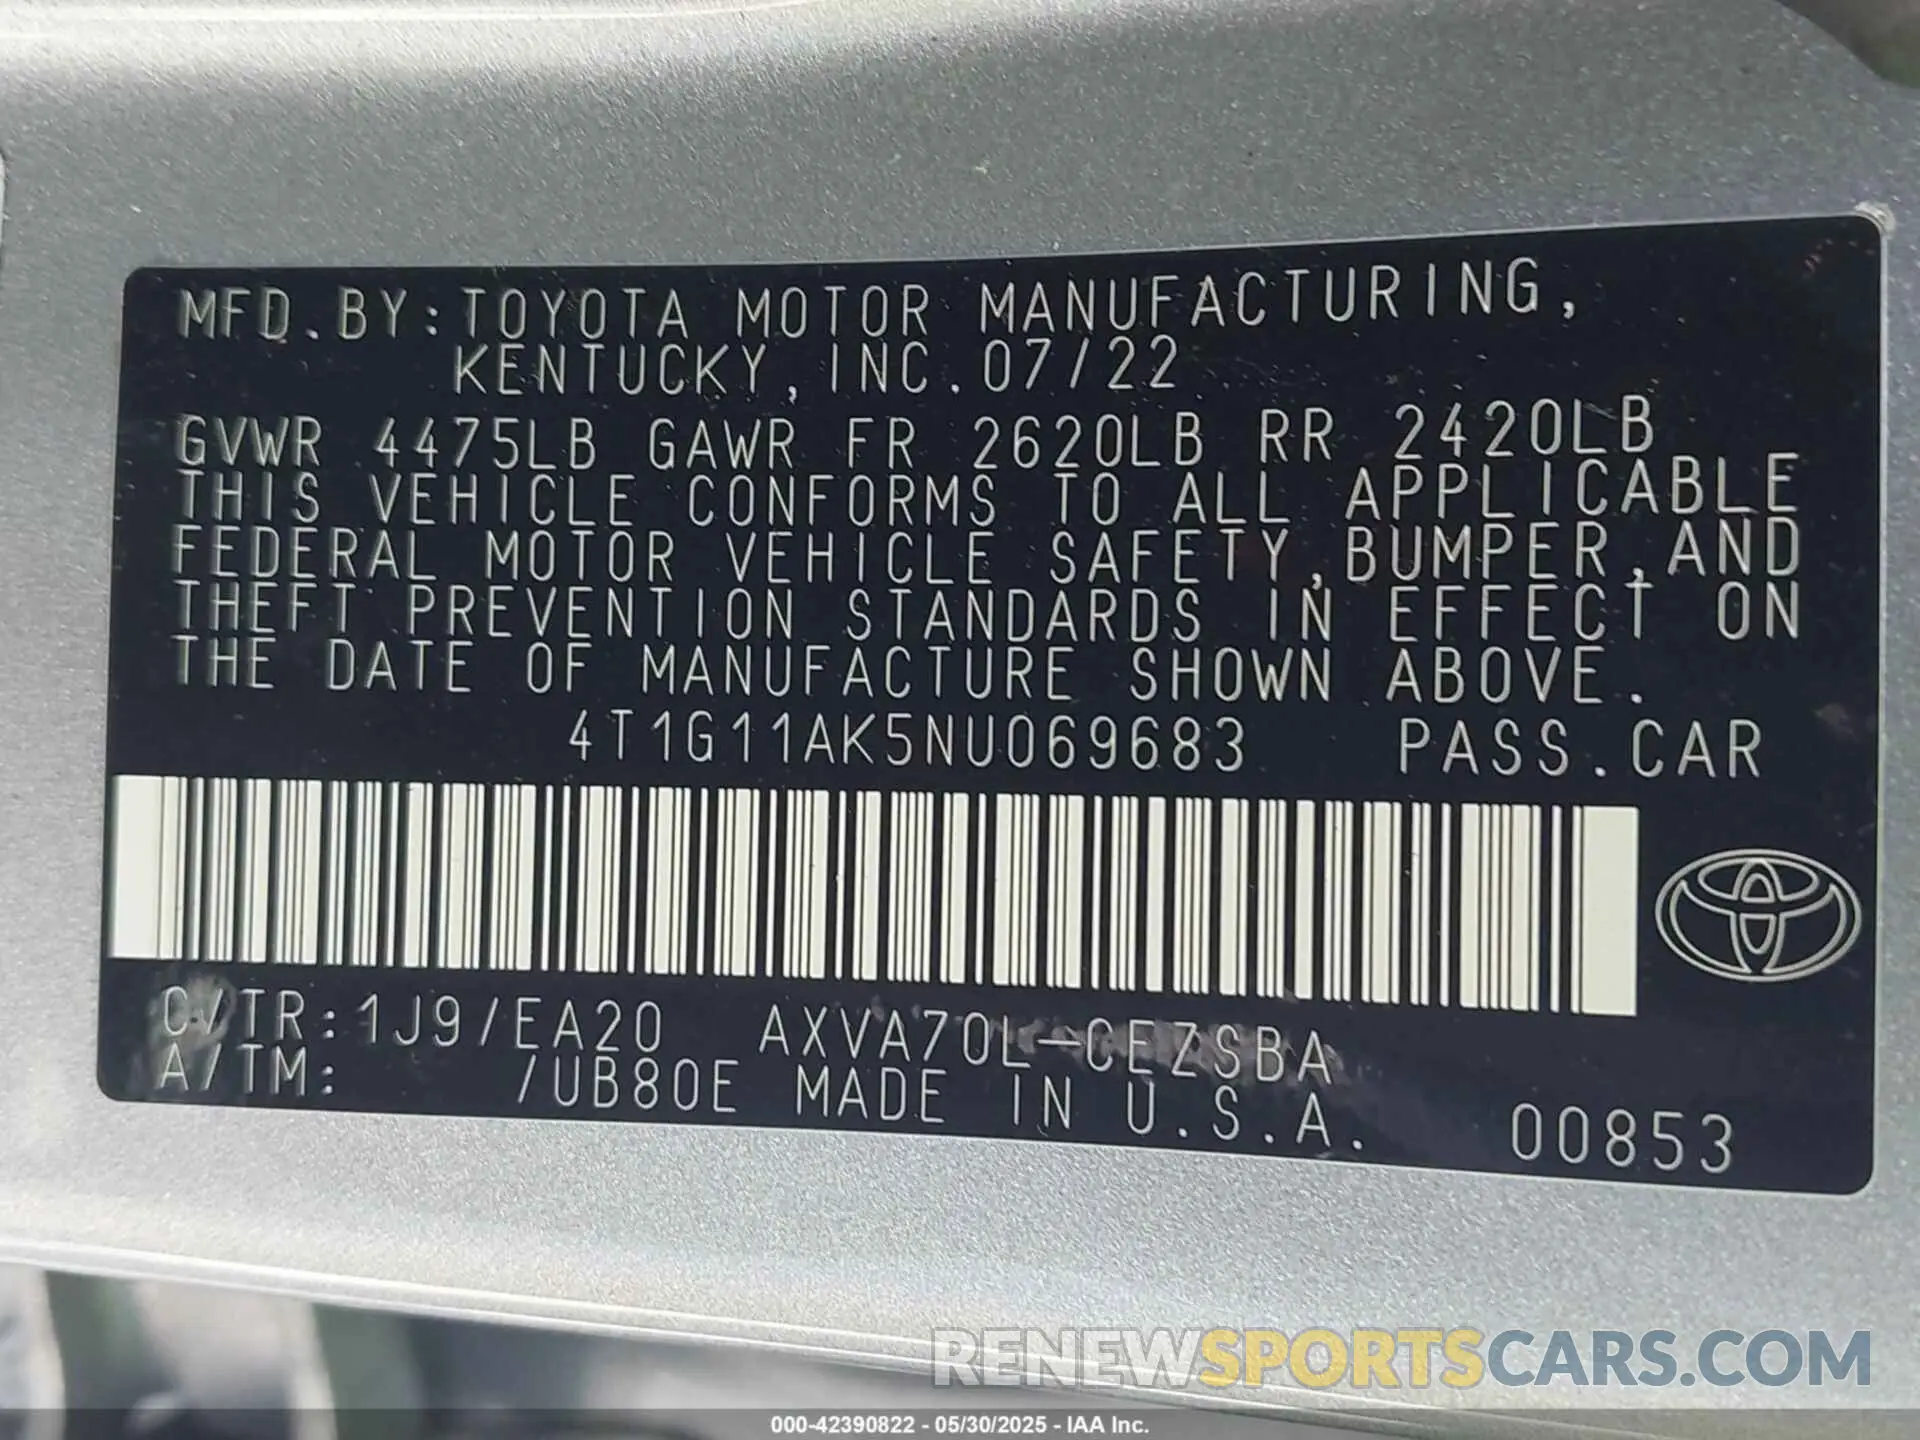 MFD.BY:TOYOTA MOTOR MANUFACTURING,
KENTUCKY,INC.07/22
GVWR 4475LB GAWR FR 2620LB RR 2420LB
THIS VEHICLE CONFORMS TO ALL APPLICABLE
FEDERAL MOTOR VEHICLE SAFETY,BUMPER,AND
THEFT PREVENTION STANDARDS IN EFFECT ON
THE DATE OF MANUFACTURE SHOWN ABOVE.
4T1G11AK5NU069683 PASS.CAR
C/TR:1J9/EA20 AXVA70L-CEZSBA
A/TM: /UB80E MADE IN U.S.A. 00853
RENEWSPORTSCARS.COM
000-42390822 - 05/30/2025 - IAA Inc.